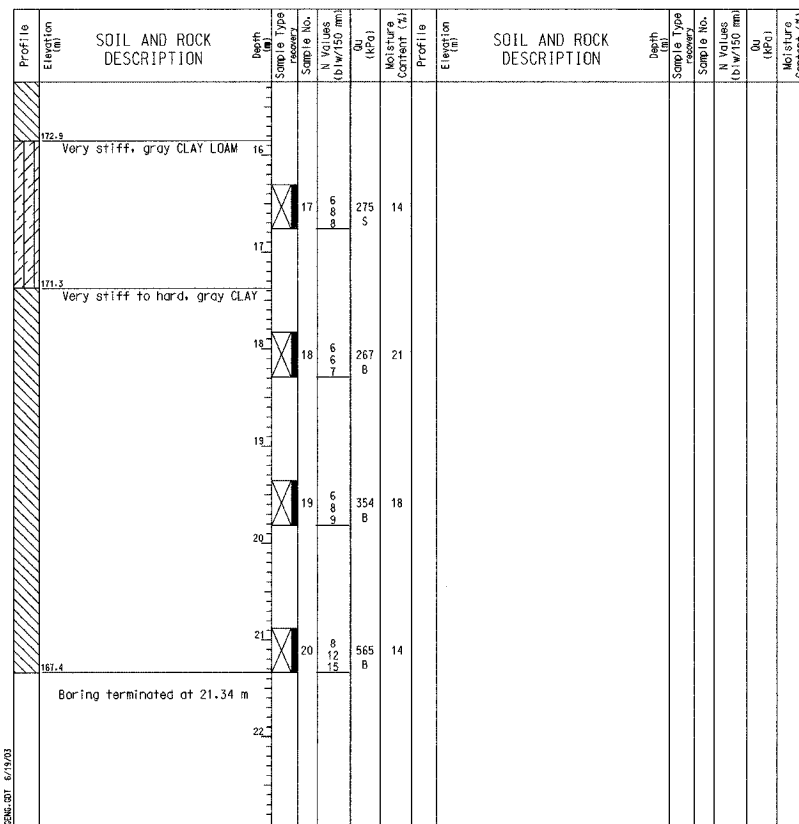 Profile
Elevation
(m)
SOIL AND ROCK
DESCRIPTION
Depth
(m)
Sample Type
recovery
Sample No.
N Values
(blw/150 mm)
Qu
(kPa)
Moisture
Content (%)
Profile
Elevation
(m)
SOIL AND ROCK
DESCRIPTION
Depth
(m)
Sample Type
recovery
Sample No.
N Values
(blw/150 mm)
Qu
(kPa)
Moisture
Content (%)
172.9
Very stiff, gray CLAY LOAM
16
17
6
8
8
275
S
14
17
171.3
Very stiff to hard, gray CLAY
18
18
6
6
7
267
B
21
19
19
6
8
9
354
B
18
20
21
20
8
12
15
565
B
14
167.4
Boring terminated at 21.34 m
22
6/19/03